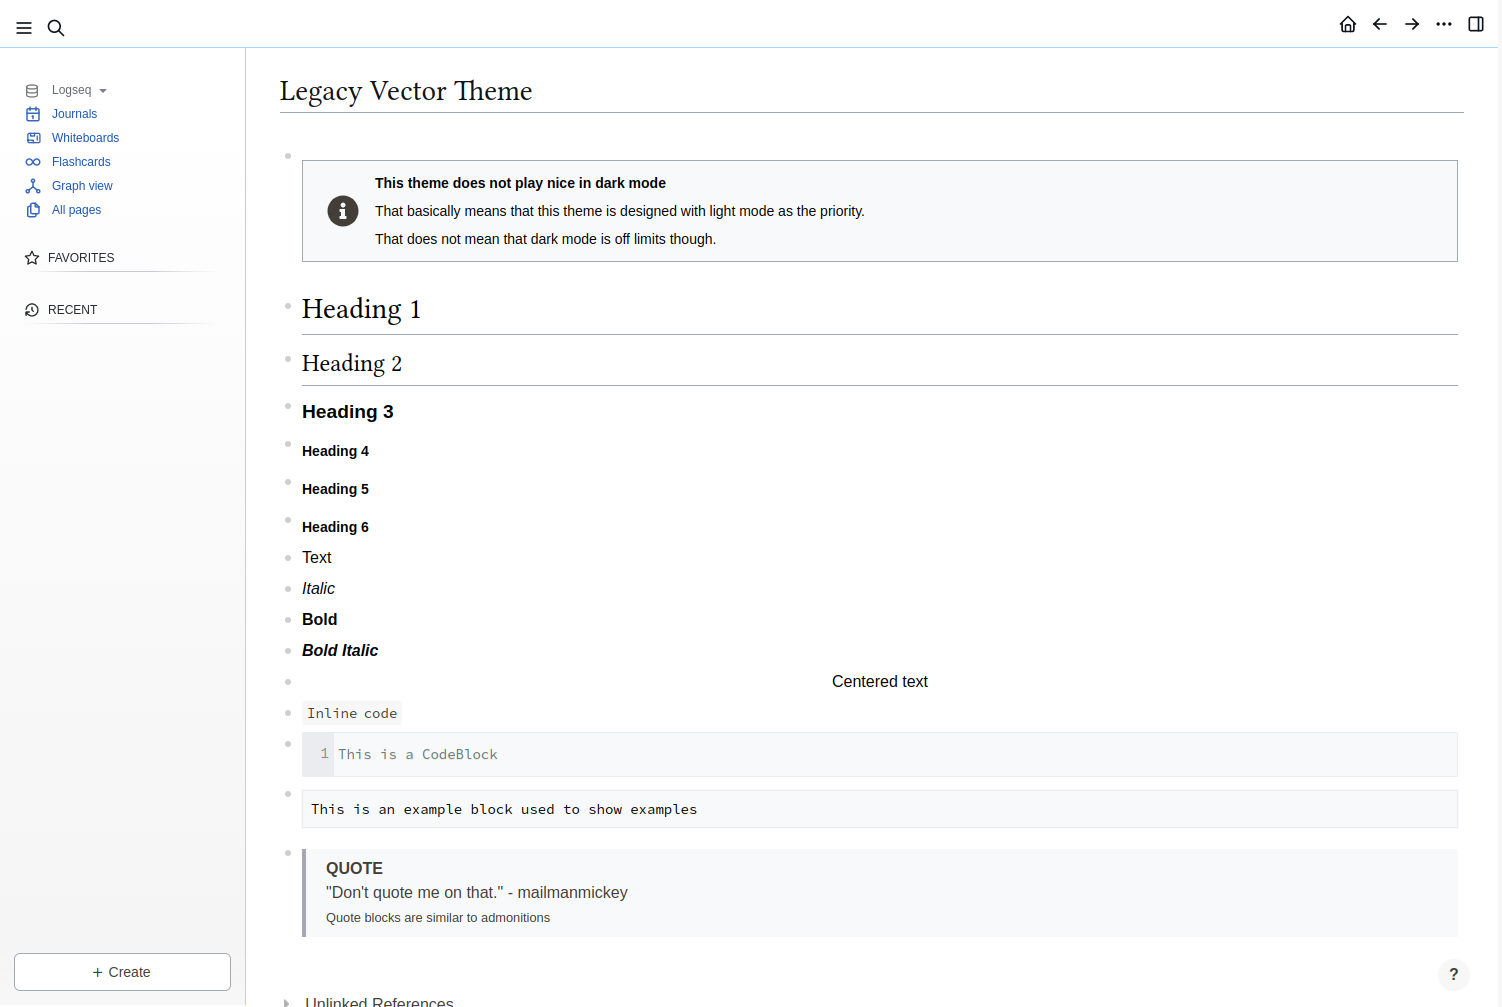 Logseq
Journals
Whiteboards
Flashcards
Graph view
All pages
FAVORITES
RECENT
+ Create
Legacy Vector Theme
This theme does not play nice in dark mode
That basically means that this theme is designed with light mode as the priority.
That does not mean that dark mode is off limits though.
Heading 1
Heading 2
Heading 3
Heading 4
Heading 5
Heading 6
Text
Italic
Bold
Bold Italic
Centered text
Inline code
1 This is a CodeBlock
This is an example block used to show examples
QUOTE
"Don't quote me on that." - mailmanmickey
Quote blocks are similar to admonitions
Unlinked References
?